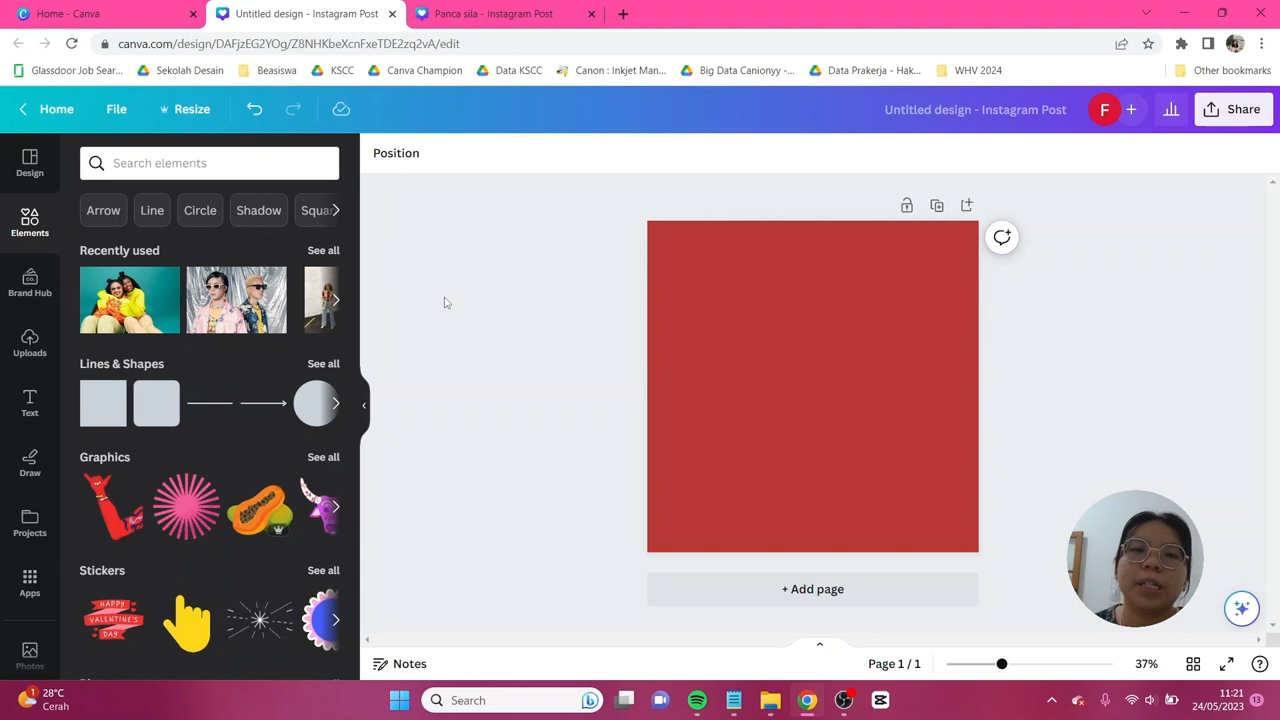 Home - Canva
Untitled design - Instagram Post
Panca sila - Instagram Post
canva.com/design/DAFjzEG2YOg/Z8NHKbeXcnFxeTDE2zq2vA/edit
Glassdoor Job Sear...
Sekolah Desain
Beasiswa
KSCC
Canva Champion
Data KSCC
Canon : Inkjet Man...
Big Data Canionyy -...
Data Prakerja - Hak...
WHV 2024
Other bookmarks
Home
File
Resize
Untitled design - Instagram Post
F
Share
Design
Elements
Brand Hub
Uploads
Text
Draw
Projects
Apps
Photos
Search elements
Arrow
Line
Circle
Shadow
Squar
Recently used
See all
Lines & Shapes
See all
Graphics
See all
Stickers
See all
HAPPY
VALENTINE'S
DAY
Position
+ Add page
Notes
Page 1 / 1
37%
1
28°C
Cerah
Search
11:21
24/05/2023
13